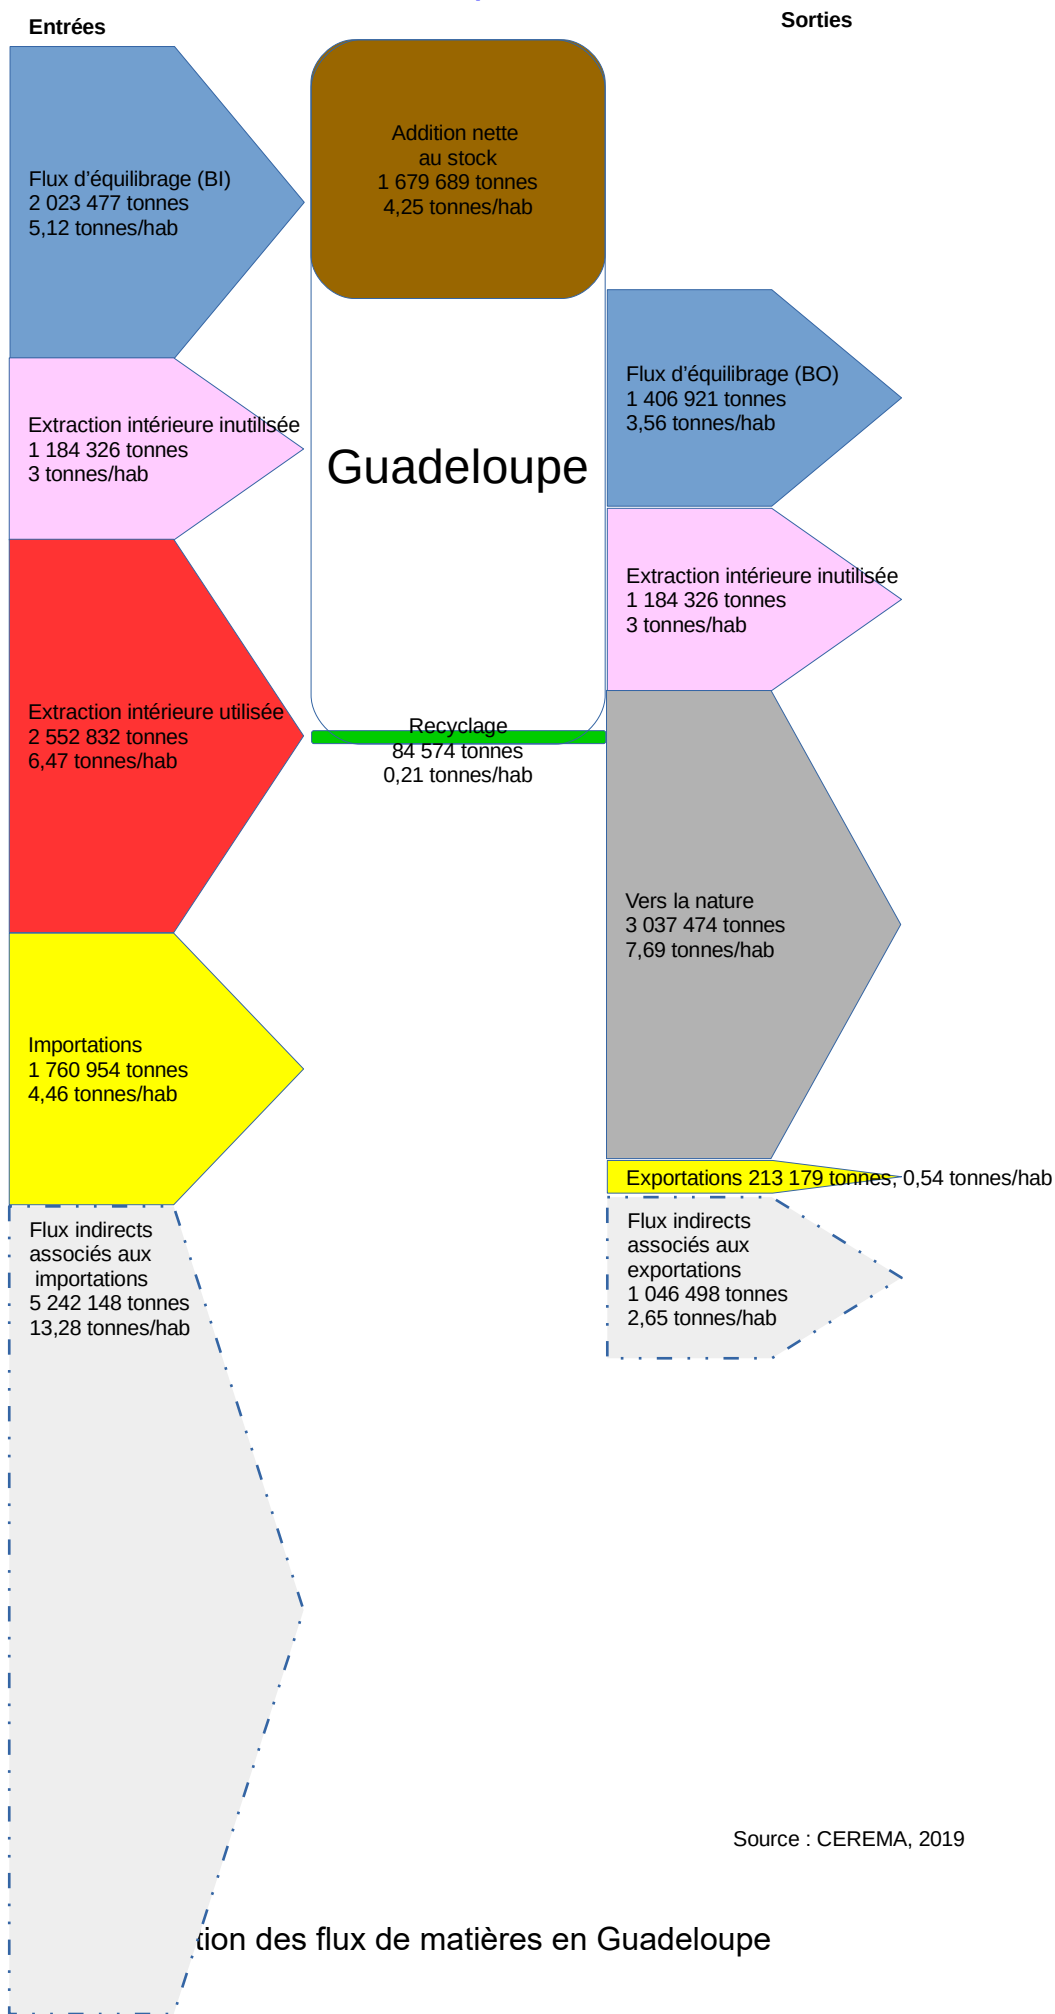 Entrées
Flux d'équilibrage (BI)
2 023 477 tonnes
5,12 tonnes/hab
Extraction intérieure inutilisée
1 184 326 tonnes
3 tonnes/hab
Extraction intérieure utilisée
2 552 832 tonnes
6,47 tonnes/hab
Importations
1 760 954 tonnes
4,46 tonnes/hab
Flux indirects
associés aux
importations
5 242 148 tonnes
13,28 tonnes/hab
Addition nette
au stock
1 679 689 tonnes
4,25 tonnes/hab
Guadeloupe
Recyclage
84 574 tonnes
0,21 tonnes/hab
Sorties
Flux d'équilibrage (BO)
1 406 921 tonnes
3,56 tonnes/hab
Extraction intérieure inutilisée
1 184 326 tonnes
3 tonnes/hab
Vers la nature
3 037 474 tonnes
7,69 tonnes/hab
Exportations 213 179 tonnes, 0,54 tonnes/hab
Flux indirects
associés aux
exportations
1 046 498 tonnes
2,65 tonnes/hab
Source : CEREMA, 2019
des flux de matières en Guadeloupe